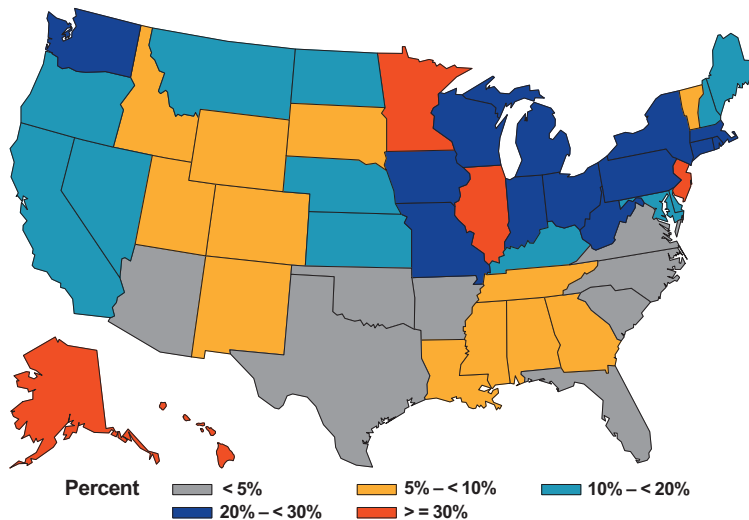 Percent < 5% 5% – < 10% 10% – < 20%
20% – < 30% > = 30%